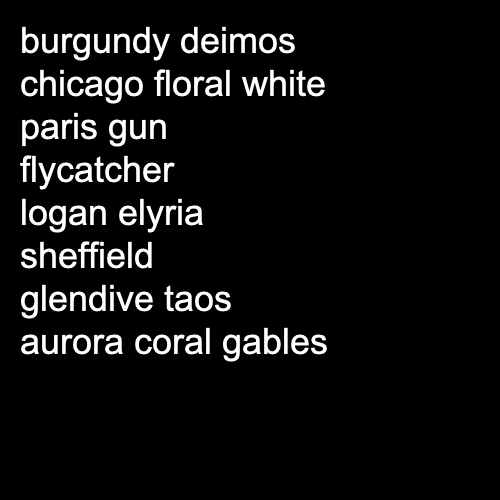 burgundy deimos
chicago floral white
paris gun
flycatcher
logan elyria
sheffield
glendive taos
aurora coral gables